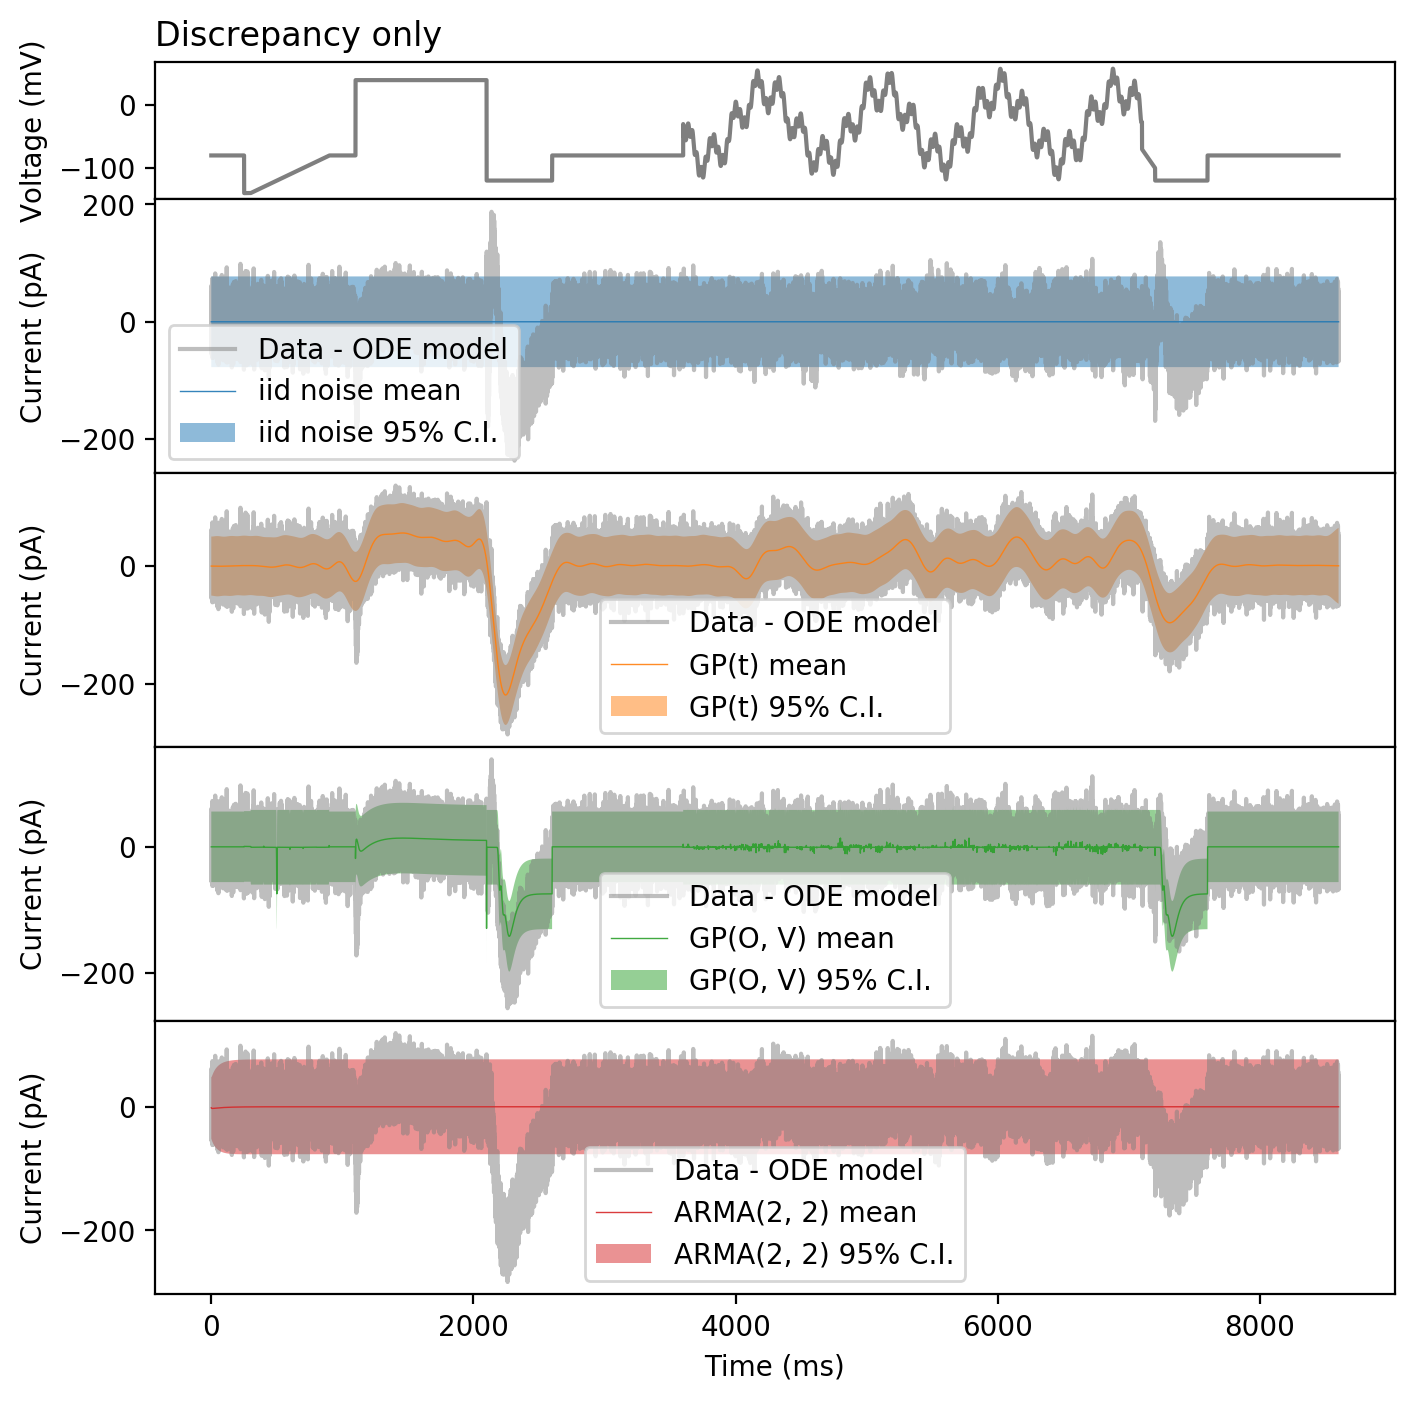 Discrepancy only
Voltage (mV)
0
−100
Current (pA)
200
0
−200
Data - ODE model
iid noise mean
iid noise 95% C.I.
Current (pA)
0
−200
Data - ODE model
GP(t) mean
GP(t) 95% C.I.
Current (pA)
0
−200
Data - ODE model
GP(O, V) mean
GP(O, V) 95% C.I.
Current (pA)
0
−200
Data - ODE model
ARMA(2, 2) mean
ARMA(2, 2) 95% C.I.
0 2000 4000 6000 8000
Time (ms)